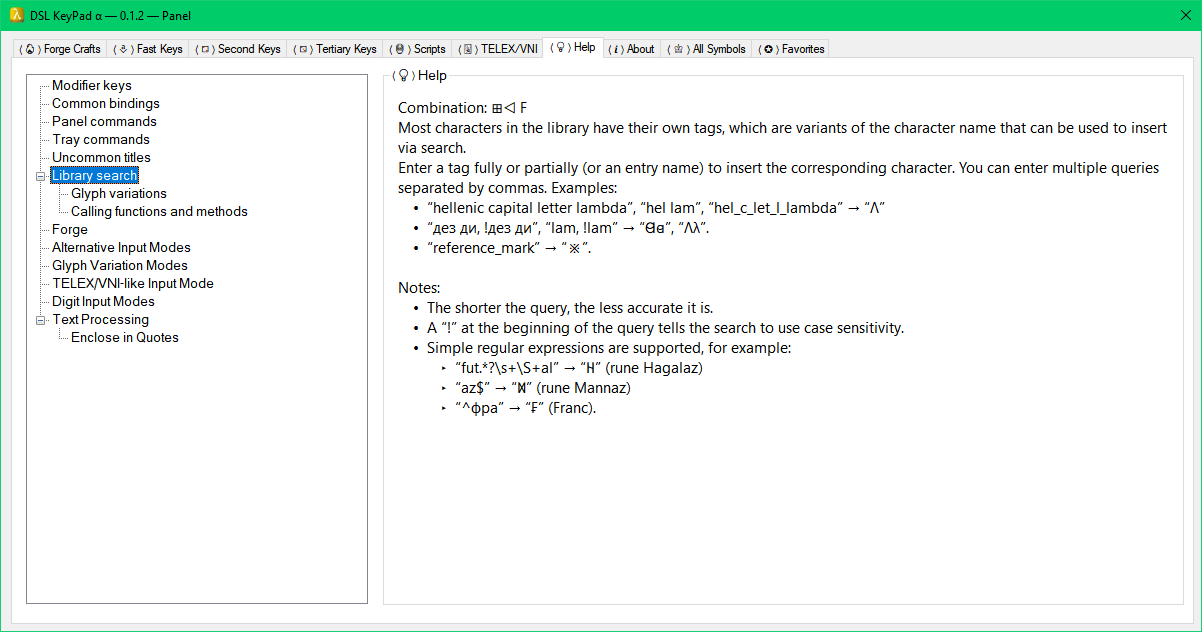 DSL KeyPad α — 0.1.2 — Panel
Forge Crafts
Fast Keys
Second Keys
Tertiary Keys
Scripts
TELEX/VNI
Help
About
All Symbols
Favorites
Modifier keys
Common bindings
Panel commands
Tray commands
Uncommon titles
Library search
Glyph variations
Calling functions and methods
Forge
Alternative Input Modes
Glyph Variation Modes
TELEX/VNI-like Input Mode
Digit Input Modes
Text Processing
Enclose in Quotes
Help
Combination: ⊞◁ F
Most characters in the library have their own tags, which are variants of the character name that can be used to insert
via search.
Enter a tag fully or partially (or an entry name) to insert the corresponding character. You can enter multiple queries
separated by commas. Examples:
• “hellenic capital letter lambda”, “hel lam”, “hel_c_let_l_lambda” → “Λ”
• “дез ди, !дез ди”, “lam, !lam” → “”, “Λλ”.
• “reference_mark” → “※”.
Notes:
• The shorter the query, the less accurate it is.
• A “!” at the beginning of the query tells the search to use case sensitivity.
• Simple regular expressions are supported, for example:
‣ “fut.*?\s+\S+al” → “ᚺ” (rune Hagalaz)
‣ “az$” → “ᛗ” (rune Mannaz)
‣ “^фра” → “₣” (Franc).